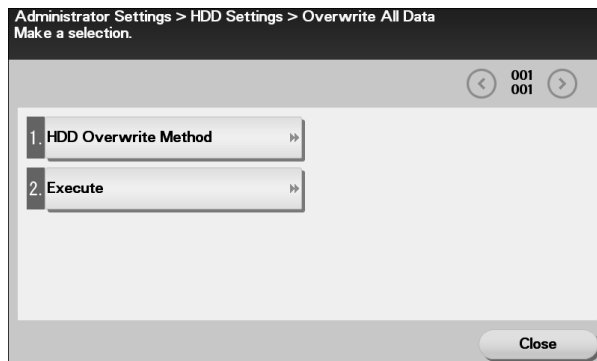 Administrator Settings > HDD Settings > Overwrite All Data
Make a selection.
001
001
1. HDD Overwrite Method
2. Execute
Close